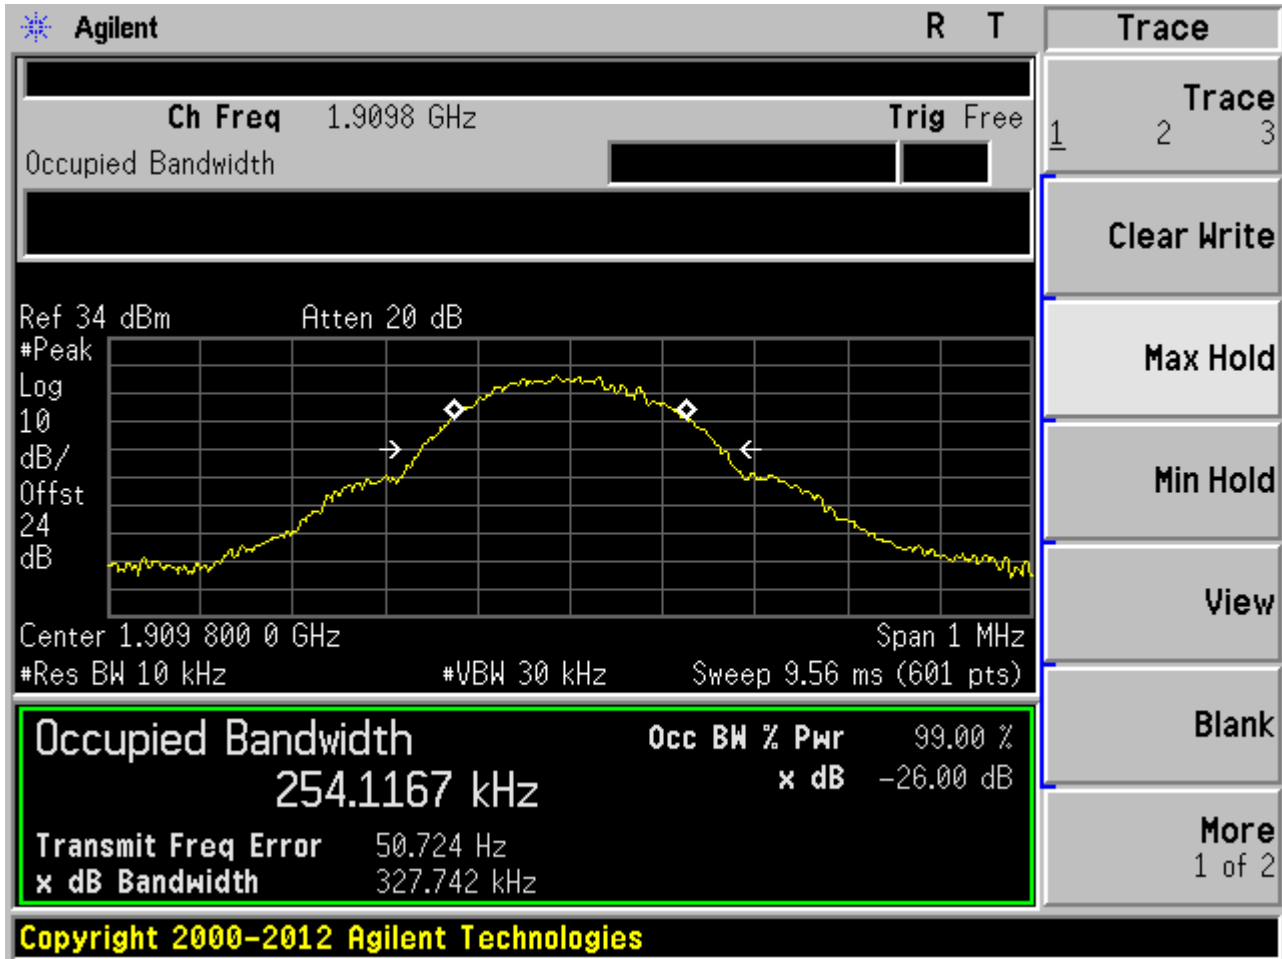 Agilent R T Trace
Trace
1 2 3
Ch Freq 1.9098 GHz Trig Free
Occupied Bandwidth
Clear Write
Ref 34 dBm Atten 20 dB
#Peak
Log
10
dB/
Offst
24
dB
Max Hold
Min Hold
View
Center 1.909 800 0 GHz Span 1 MHz
#Res BW 10 kHz #VBW 30 kHz Sweep 9.56 ms (601 pts)
Occupied Bandwidth Occ BW % Pwr 99.00 %
254.1167 kHz x dB -26.00 dB
Blank
Transmit Freq Error 50.724 Hz
x dB Bandwidth 327.742 kHz
More
1 of 2
Copyright 2000-2012 Agilent Technologies